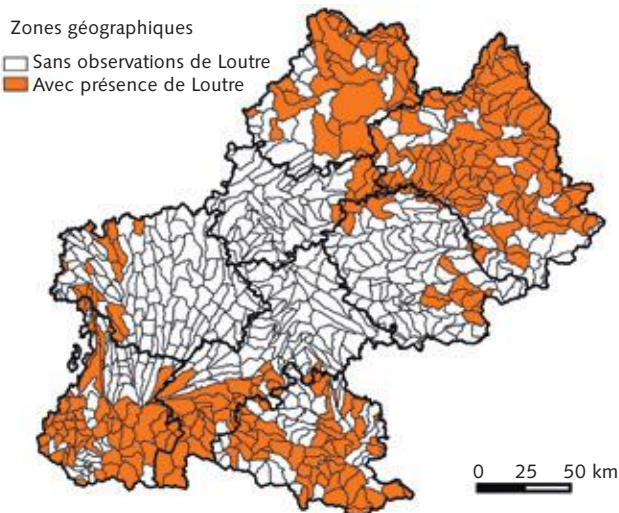 Zones géographiques
Sans observations de Loutre
Avec présence de Loutre
0 25 50 km